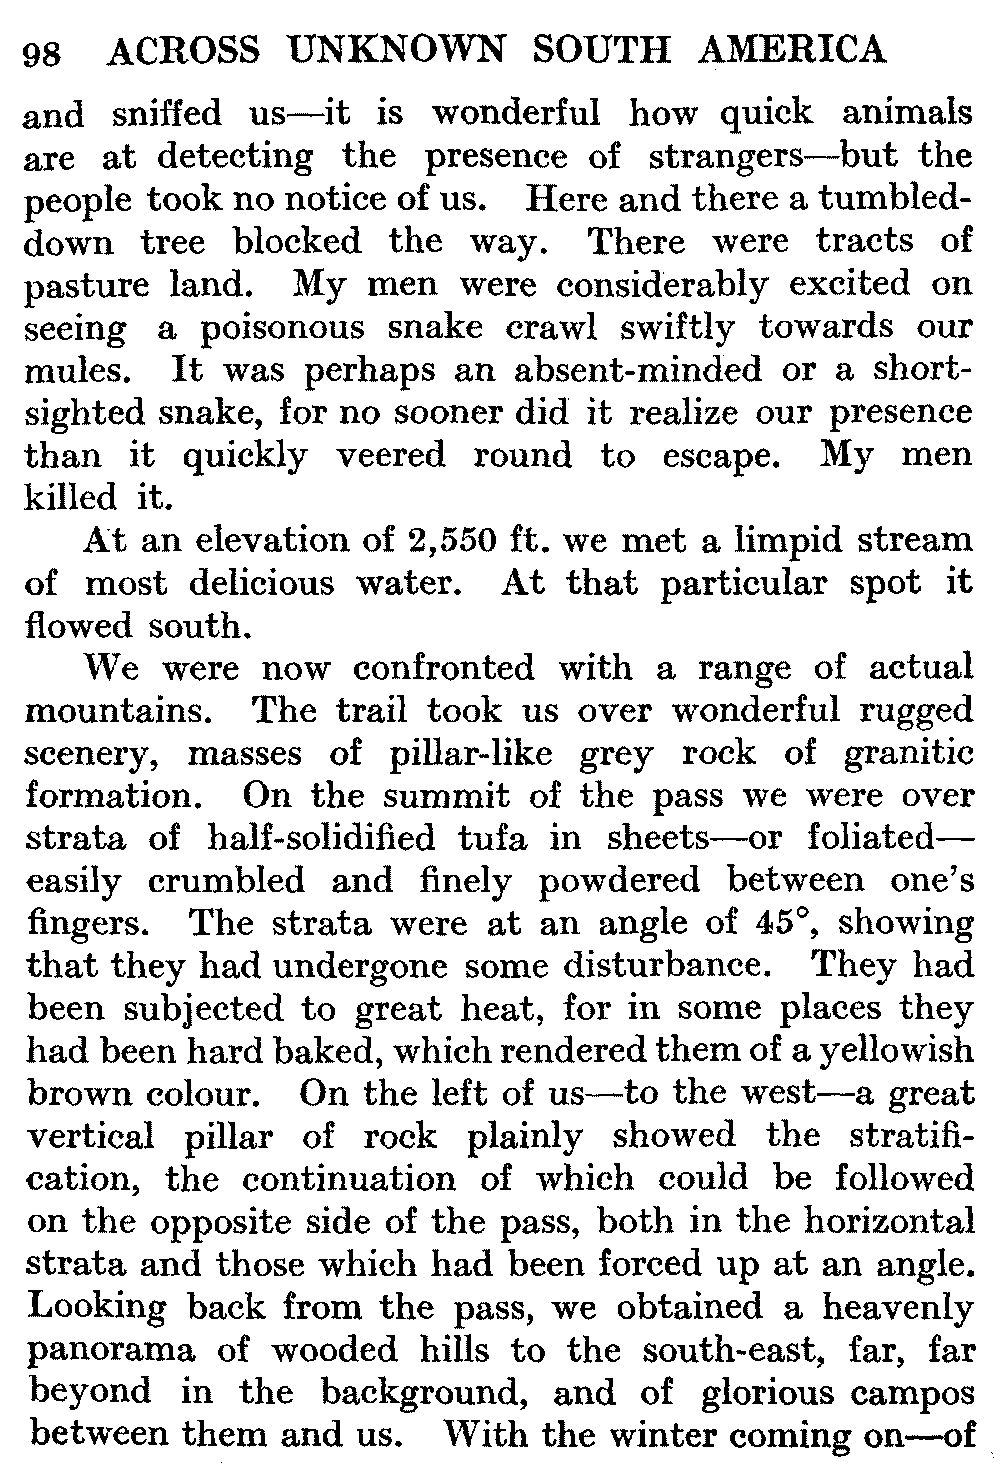 98 ACROSS UNKNOWN SOUTH AMERICA
and sniffed us—it is wonderful how quick animals
are at detecting the presence of strangers—but the
people took no notice of us. Here and there a tumbled-
down tree blocked the way. There were tracts of
pasture land. My men were considerably excited on
seeing a poisonous snake crawl swiftly towards our
mules. It was perhaps an absent-minded or a short-
sighted snake, for no sooner did it realize our presence
than it quickly veered round to escape. My men
killed it.
At an elevation of 2,550 ft. we met a limpid stream
of most delicious water. At that particular spot it
flowed south.
We were now confronted with a range of actual
mountains. The trail took us over wonderful rugged
scenery, masses of pillar-like grey rock of granitic
formation. On the summit of the pass we were over
strata of half-solidified tufa in sheets—or foliated—
easily crumbled and finely powdered between one's
fingers. The strata were at an angle of 45°, showing
that they had undergone some disturbance. They had
been subjected to great heat, for in some places they
had been hard baked, which rendered them of a yellowish
brown colour. On the left of us—to the west—a great
vertical pillar of rock plainly showed the stratifi-
cation, the continuation of which could be followed
on the opposite side of the pass, both in the horizontal
strata and those which had been forced up at an angle.
Looking back from the pass, we obtained a heavenly
panorama of wooded hills to the south-east, far, far
beyond in the background, and of glorious campos
between them and us. With the winter coming on—of